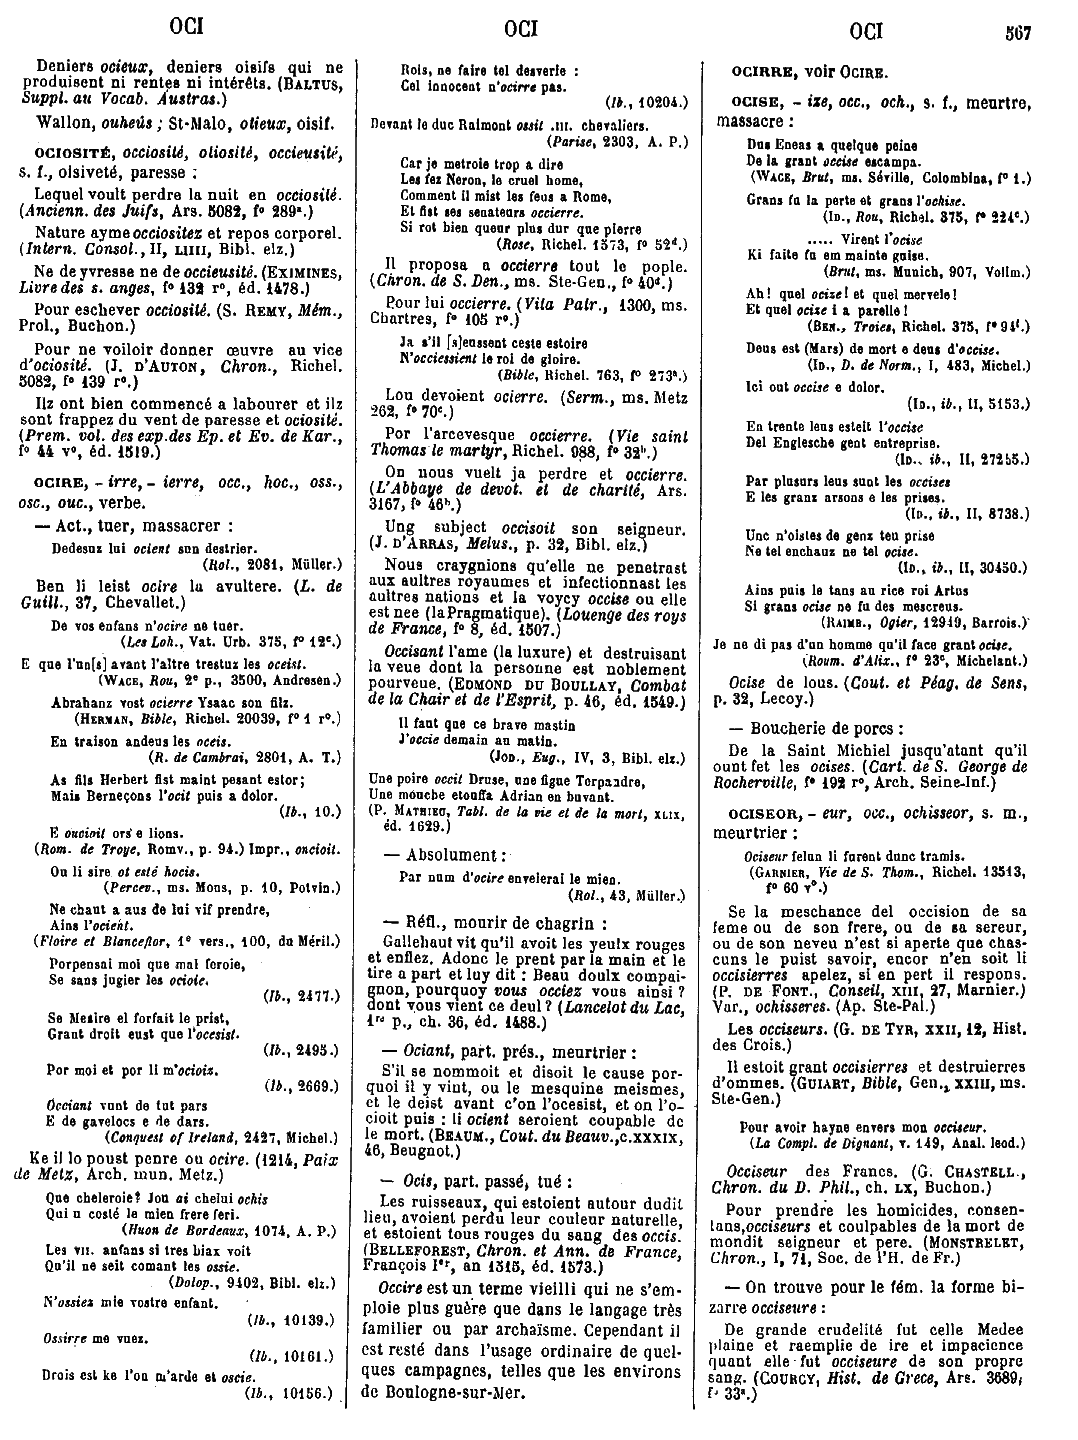 OCI
OCI
OCI
567
Deniers ocieux, deniers oisifs qui ne
produisent ni rentes ni intérêts. (BALTUS,
Suppl. au Vocab. Austras.)
Wallon, ouheûs ; St-Malo, otieux, oisif.
OCIOSITÉ, occiosité, oliosité, occieusité,
s. f., oisiveté, paresse :
Lequel voult perdre la nuit en occiosité.
(Ancienn. des Juifs, Ars. 5082, f° 289ª.)
Nature ayme occiositez et repos corporel.
(Intern. Consol., II, LIII, Bibl. elz.)
Ne de yvresse ne de occieusité. (EXIMINES,
Livre des s. anges, f° 132 r°, éd. 1478.)
Pour eschever occiosité. (S. REMY, Mém.,
Prol., Buchon.)
Pour ne voiloir donner œuvre au vice
d'ociosité. (J. D'AUTON, Chron., Richel.
5082, f° 139 r°.)
Ilz ont bien commencé a labourer et ilz
sont frappez du vent de paresse et ociosité.
(Prem. vol. des exp. des Ep. et Ev. de Kar.,
f° 44 v°, éd. 1519.)
OCIRE, - irre, - ierre, occ., hoc., oss.,
osc., ouc., verbe.
— Act., tuer, massacrer :
Dedesuz lui ocient sun destrier.
(Rol., 2081, Müller.)
Ben li leist ocire la avultere. (L. de
Guill., 37, Chevallet.)
De vos enfans n'ocire ne tuer.
(Les Loh., Vat. Urb. 375, f° 12ᶜ.)
E que l'un[s] avant l'altre trestuz les oceist.
(WACE, Rou, 2ᵉ p., 3500, Andresen.)
Abrahanz vost ocierre Ysaac son filz.
(HERMAN, Bible, Richel. 20039, f° 1 r°.)
En traison andeus les oceis.
(R. de Cambrai, 2801, A. T.)
As fils Herbert fist maint pesant estor;
Mais Berneçons l'ocit puis a dolor.
(Ib., 10.)
E oncioit ors e lions.
(Rom. de Troye, Romv., p. 94.) Impr., oncioit.
Ou li sire ot esté hocis.
(Percev., ms. Mons, p. 10, Potvin.)
Ne chaut a aus de lui vif prendre,
Ains l'ocient.
(Floire et Blanceflor, 1ᵉ vers., 100, du Méril.)
Porpensai moi que mal feroie,
Se sans jugier les ocioie.
(Ib., 2477.)
Se Mesire el forfait le prist,
Grant droit eust que l'ocesist.
(Ib., 2495.)
Por moi et por li m'ocioiz.
(Ib., 2669.)
Occiant vont de tut pars
E de gavelocs e de dars.
(Conquest of Ireland, 2427, Michel.)
Ke il lo poust penre ou ocire. (1214, Paix
de Metz, Arch. mun. Metz.)
Que cheleroie? Jou ai chelui ochis
Qui a costé le mien frere feri.
(Huon de Bordeaux, 1074, A. P.)
Les VII. anfans si tres biax voit
Qu'il ne seit comant les ossie.
(Dolop., 9402, Bibl. elz.)
N'ossiez mie vostre enfant.
(Ib., 10139.)
Ossirre me vuez.
(Ib., 10161.)
Drois est ke l'on m'arde et oscie.
(Ib., 10156.)
Rois, ne faire tel desverie :
Cel innocent n'ocirre pas.
(Ib., 10204.)
Devant le duc Raimont ossit .III. chevaliers.
(Parise, 2303, A. P.)
Car je metroie trop a dire
Les fez Neron, le cruel home,
Comment il mist les feus a Rome,
Et fist ses senateurs occierre.
Si rot bien queur plus dur que pierre
(Rose, Richel. 1573, f° 52ᵈ.)
Il proposa a occierre tout le pople.
(Chron. de S. Den., ms. Ste-Gen., f° 40ᵈ.)
Pour lui occierre. (Vita Patr., 1300, ms.
Chartres, f° 105 r°.)
Ja s'il [s]eussent ceste estoire
N'occiessient le roi de gloire.
(Bible, Richel. 763, f° 273ᵃ.)
Lou devoient ocierre. (Serm., ms. Metz
262, f° 70ᶜ.)
Por l'arcevesque occierre. (Vie saint
Thomas le martyr, Richel. 988, f° 32ᵇ.)
On nous vuelt ja perdre et occierre.
(L'Abbaye de devot. et de charité, Ars.
3167, f° 46ᵇ.)
Ung subject occisoit son seigneur.
(J. D'ARRAS, Melus., p. 32, Bibl. elz.)
Nous craygnions qu'elle ne penetrast
aux aultres royaumes et infectionnast les
aultres nations et la voycy occise ou elle
est nee (la Pragmatique). (Louenge des roys
de France, f° 8, éd. 1507.)
Occisant l'ame (la luxure) et destruisant
la veue dont la personne est noblement
pourveue. (EDMOND DU BOULLAY, Combat
de la Chair et de l'Esprit, p. 46, éd. 1549.)
Il faut que ce brave mastin
J'occie demain au matin.
(JOD., Eug., IV, 3, Bibl. elz.)
Une poire occit Druse, une figue Terpandre,
Une mouche etouffa Adrian en buvant.
(P. MATHIEU, Tabl. de la vie et de la mort, XLIX,
éd. 1629.)
— Absolument :
Par num d'ocire enveierai le mien.
(Rol., 43, Müller.)
— Réfl., mourir de chagrin :
Gallehaut vit qu'il avoit les yeulx rouges
et enflez. Adonc le prent par la main et le
tire a part et luy dit : Beau doulx compai-
gnon, pourquoy vous occiez vous ainsi ?
dont vous vient ce deul ? (Lancelot du Lac,
1ʳᵉ p., ch. 36, éd. 1488.)
— Ociant, part. prés., meurtrier :
S'il se nommoit et disoit le cause por-
quoi il y vint, ou le mesquine meismes,
et le deist avant c'on l'ocesist, et on l'o-
cioit puis : li ocient seroient coupable de
le mort. (BEAUM., Cout. du Beauv., c. XXXIX,
46, Beugnot.)
— Ocis, part. passé, tué :
Les ruisseaux, qui estoient autour dudit
lieu, avoient perdu leur couleur naturelle,
et estoient tous rouges du sang des occis.
(BELLEFOREST, Chron. et Ann. de France,
François Iᵉʳ, an 1515, éd. 1573.)
Occire est un terme vieilli qui ne s'em-
ploie plus guère que dans le langage très
familier ou par archaïsme. Cependant il
est resté dans l'usage ordinaire de quel-
ques campagnes, telles que les environs
de Boulogne-sur-Mer.
OCIRRE, voir OCIRE.
OCISE, - ize, occ., och., s. f., meurtre,
massacre :
Dus Eneas a quelque peine
De la grant occise escampa.
(WACE, Brut, ms. Séville, Colombina, f° 1.)
Grans fu la perte et grans l'ochise.
(ID., Rou, Richel. 375, f° 224ᶜ.)
..... Virent l'ocise
Ki faite fu em mainte guise.
(Brut, ms. Munich, 907, Vollm.)
Ah! quel ocize! et quel mervele!
Et quel ocize i a pareille!
(BEN., Troies, Richel. 375, f° 94ᶠ.)
Deus est (Mars) de mort e deus d'occise.
(ID., D. de Norm., I, 483, Michel.)
Ici out occise e dolor.
(ID., ib., II, 5153.)
En trente leus esteit l'occise
Del Englesche gent entreprise.
(ID., ib., II, 27255.)
Par plusurs leus sunt les occises
E les granz arsons e les prises.
(ID., ib., II, 8738.)
Unc n'oistes de genz teu prise
Ne tel enchauz ne tel ocise.
(ID., ib., II, 30450.)
Ains puis le tans au rice roi Artus
Si grans ocise ne fu des mescreus.
(RAIMB., Ogier, 12949, Barrois.)
Je ne di pas d'un homme qu'il face grant ocise.
(Roum. d'Alix., f° 23ᶜ, Michelant.)
Ocise de lous. (Cout. et Péag. de Sens,
p. 32, Lecoy.)
— Boucherie de porcs :
De la Saint Michiel jusqu'atant qu'il
ount fet les ocises. (Cart. de S. George de
Rocherville, f° 192 r°, Arch. Seine-Inf.)
OCISEOR, - eur, occ., ochisseor, s. m.,
meurtrier :
Ociseur felun li furent dunc tramis.
(GARNIER, Vie de S. Thom., Richel. 13513,
f° 60 v°.)
Se la meschance del occision de sa
feme ou de son frere, ou de sa sereur,
ou de son neveu n'est si aperte que chas-
cuns le puist savoir, encor n'en soit li
occisierres apelez, si en pert il respons.
(P. DE FONT., Conseil, XIII, 27, Marnier.)
Var., ochisseres. (Ap. Ste-Pal.)
Les occiseurs. (G. DE TYR, XXII, 12, Hist.
des Crois.)
Il estoit grant occisierres et destruierres
d'ommes. (GUIART, Bible, Gen., XXIII, ms.
Ste-Gen.)
Pour avoir hayne envers mon occiseur.
(La Compl. de Dignant, v. 149, Anal. leod.)
Occiseur des Francs. (G. CHASTELL.,
Chron. du D. Phil., ch. LX, Buchon.)
Pour prendre les homicides, consen-
tans, occiseurs et coulpables de la mort de
mondit seigneur et pere. (MONSTRELET,
Chron., I, 71, Soc. de l'H. de Fr.)
— On trouve pour le fém. la forme bi-
zarre occiseure :
De grande crudelité fut celle Medee
plaine et raemplie de ire et impacience
quant elle fut occiseure de son propre
sang. (COURCY, Hist. de Grece, Ars. 3689,
f° 33ᵃ.)